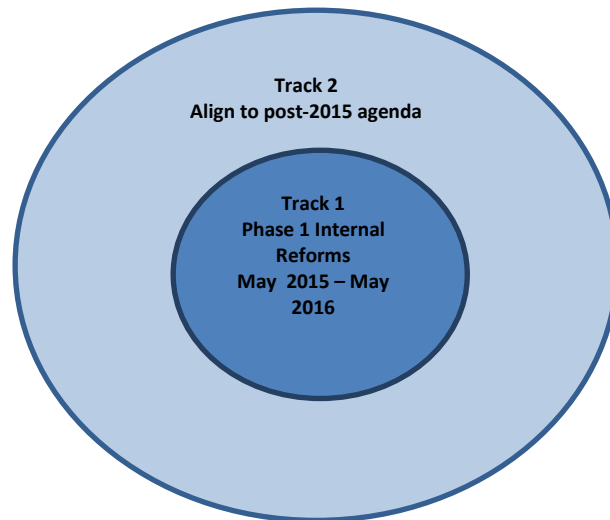 Track 2
Align to post-2015 agenda
Track 1
Phase 1 Internal
Reforms
May  2015 – May
2016